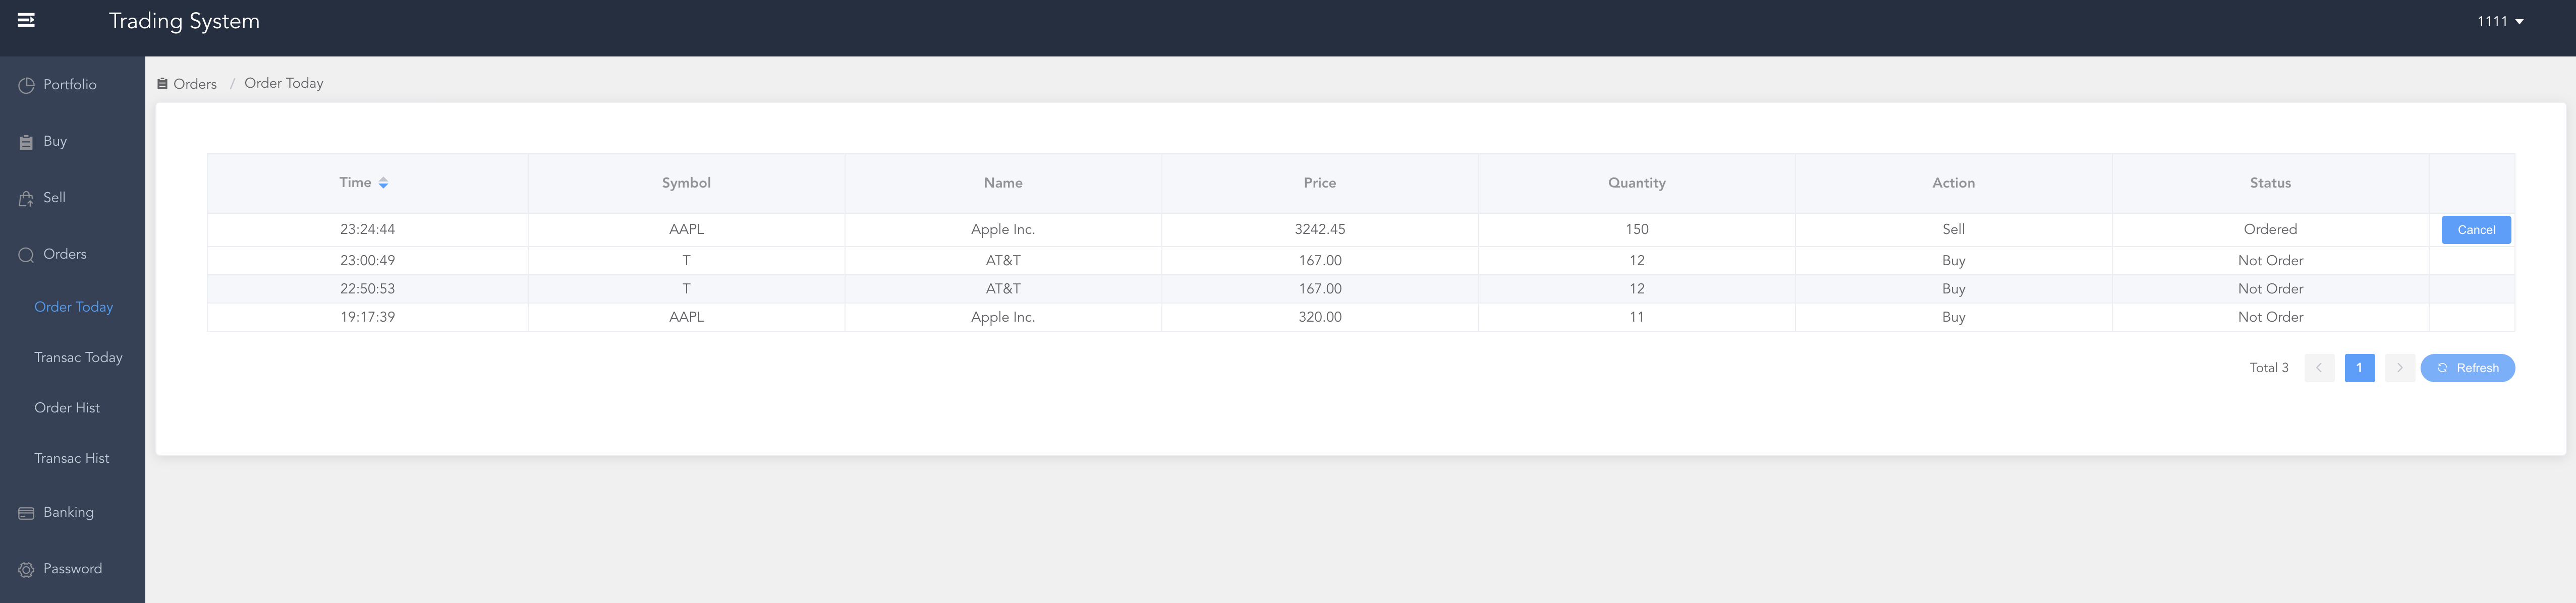 Trading System
1111
Portfolio
Buy
Sell
Orders
Order Today
Transac Today
Order Hist
Transac Hist
Banking
Password
Orders / Order Today
Time Symbol Name Price Quantity Action Status
23:24:44 AAPL Apple Inc. 3242.45 150 Sell Ordered Cancel
23:00:49 T AT&T 167.00 12 Buy Not Order
22:50:53 T AT&T 167.00 12 Buy Not Order
19:17:39 AAPL Apple Inc. 320.00 11 Buy Not Order
Total 3 1 Refresh